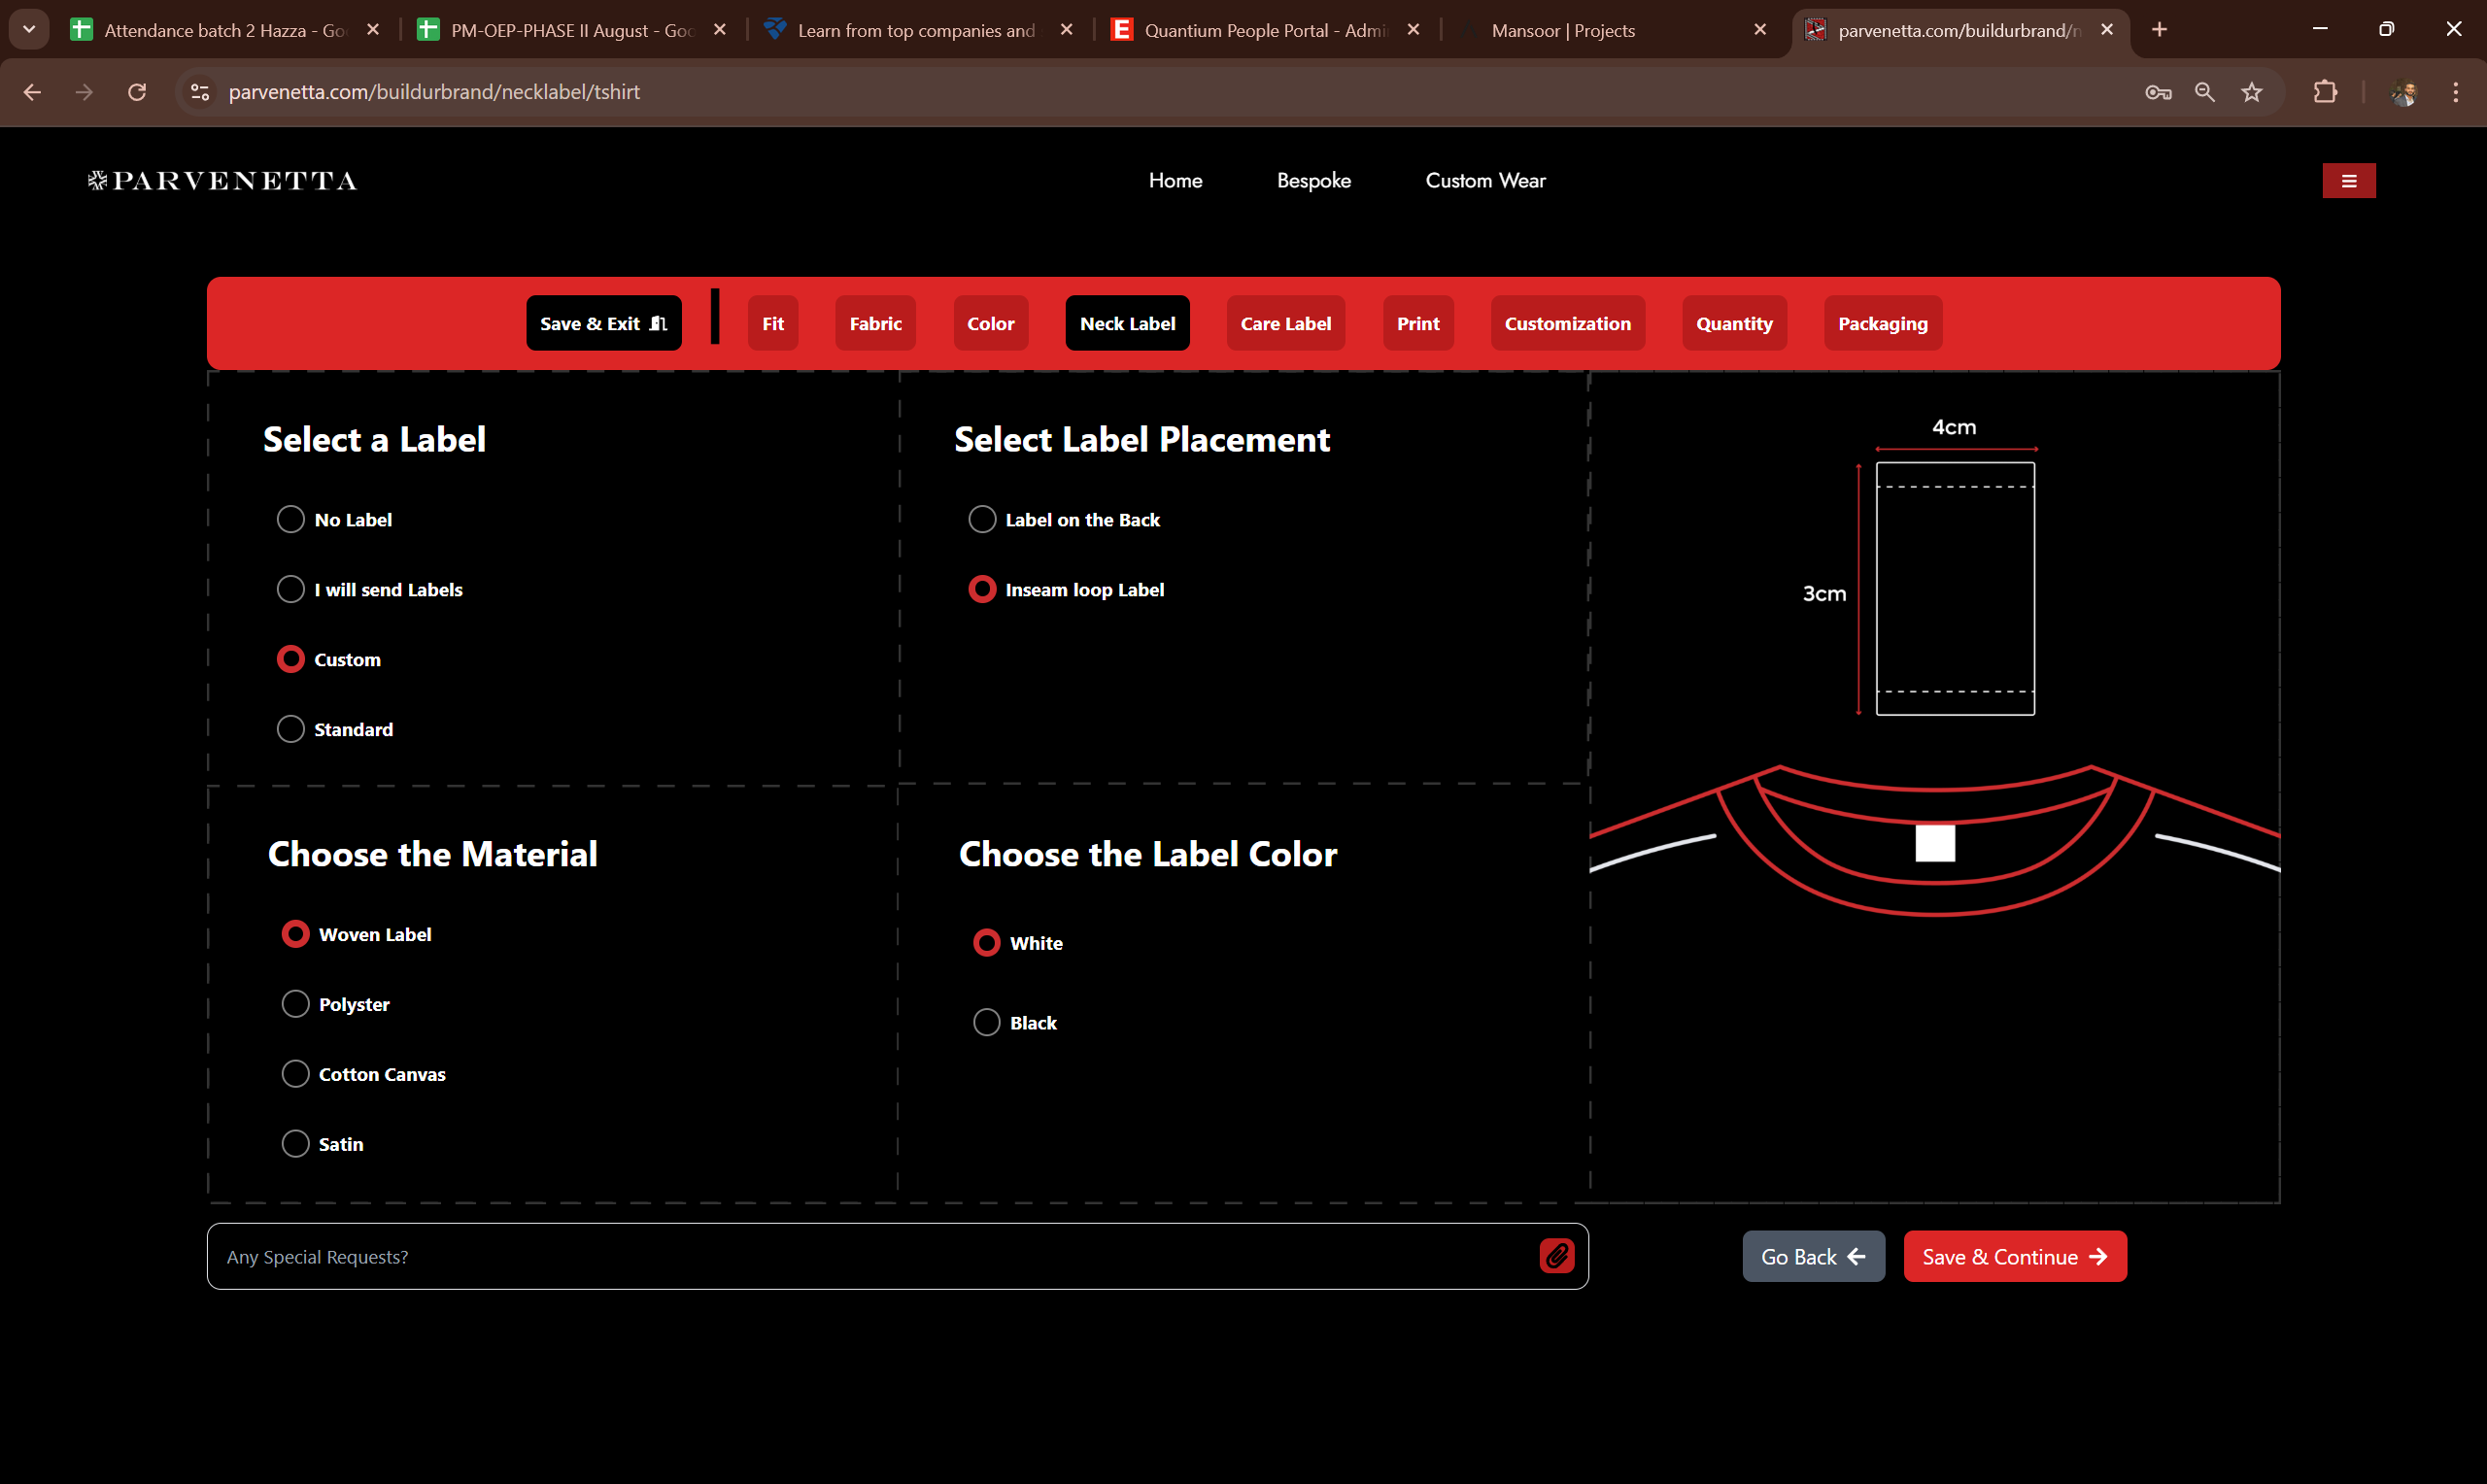 Attendance batch 2 Hazza - Go
PM-OEP-PHASE II August - Goo
Learn from top companies and
Quantium People Portal - Admi
Mansoor | Projects
parvenetta.com/buildurbrand/n
parvenetta.com/buildurbrand/necklabel/tshirt
PARVENETTA
Home
Bespoke
Custom Wear
Save & Exit
Fit
Fabric
Color
Neck Label
Care Label
Print
Customization
Quantity
Packaging
Select a Label
No Label
I will send Labels
Custom
Standard
Select Label Placement
Label on the Back
Inseam loop Label
4cm
3cm
Choose the Material
Woven Label
Polyster
Cotton Canvas
Satin
Choose the Label Color
White
Black
Any Special Requests?
Go Back
Save & Continue